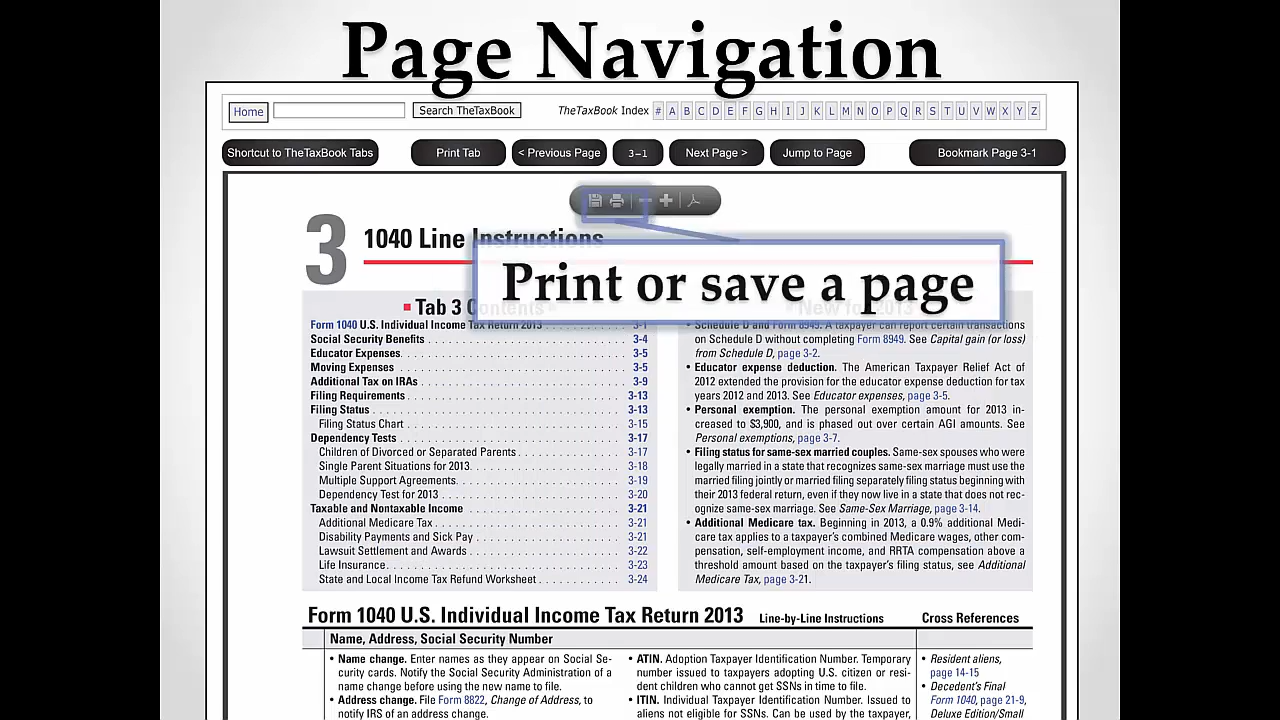 Page Navigation
Home Search TheTaxBook TheTaxBook Index # A B C D E F G H I J K L M N O P Q R S T U V W X Y Z
Shortcut to TheTaxBook Tabs Print Tab < Previous Page 3-1 Next Page > Jump to Page Bookmark Page 3-1
3 1040 Line Instructions
Print or save a page
Tab 3 Contents
Form 1040 U.S. Individual Income Tax Return 2013 3-1
Social Security Benefits 3-4
Educator Expenses 3-5
Moving Expenses 3-5
Additional Tax on IRAs 3-9
Filing Requirements 3-13
Filing Status 3-13
Filing Status Chart 3-15
Dependency Tests 3-17
Children of Divorced or Separated Parents 3-17
Single Parent Situations for 2013 3-18
Multiple Support Agreements 3-19
Dependency Test for 2013 3-20
Taxable and Nontaxable Income 3-21
Additional Medicare Tax 3-21
Disability Payments and Sick Pay 3-21
Lawsuit Settlement and Awards 3-22
Life Insurance 3-23
State and Local Income Tax Refund Worksheet 3-24
New for 2013
• Schedule D and Form 8949. A taxpayer can report certain transactions
on Schedule D without completing Form 8949. See Capital gain (or loss)
from Schedule D, page 3-2.
• Educator expense deduction. The American Taxpayer Relief Act of
2012 extended the provision for the educator expense deduction for tax
years 2012 and 2013. See Educator expenses, page 3-5.
• Personal exemption. The personal exemption amount for 2013 in-
creased to $3,900, and is phased out over certain AGI amounts. See
Personal exemptions, page 3-7.
• Filing status for same-sex married couples. Same-sex spouses who were
legally married in a state that recognizes same-sex marriage must use the
married filing jointly or married filing separately filing status beginning with
their 2013 federal return, even if they now live in a state that does not rec-
ognize same-sex marriage. See Same-Sex Marriage, page 3-14.
• Additional Medicare tax. Beginning in 2013, a 0.9% additional Medi-
care tax applies to a taxpayer's combined Medicare wages, other com-
pensation, self-employment income, and RRTA compensation above a
threshold amount based on the taxpayer's filing status, see Additional
Medicare Tax, page 3-21.
Form 1040 U.S. Individual Income Tax Return 2013 Line-by-Line Instructions Cross References
Name, Address, Social Security Number
• Name change. Enter names as they appear on Social Se-
curity cards. Notify the Social Security Administration of a
name change before using the new name to file.
• Address change. File Form 8822, Change of Address, to
notify IRS of an address change.
• ATIN. Adoption Taxpayer Identification Number. Temporary
number issued to taxpayers adopting U.S. citizen or resi-
dent children who cannot get SSNs in time to file.
• ITIN. Individual Taxpayer Identification Number. Issued to
aliens not eligible for SSNs. Can be used by the taxpayer,
• Resident aliens,
page 14-15
• Decedent's Final
Form 1040, page 21-9,
Deluxe Edition/Small